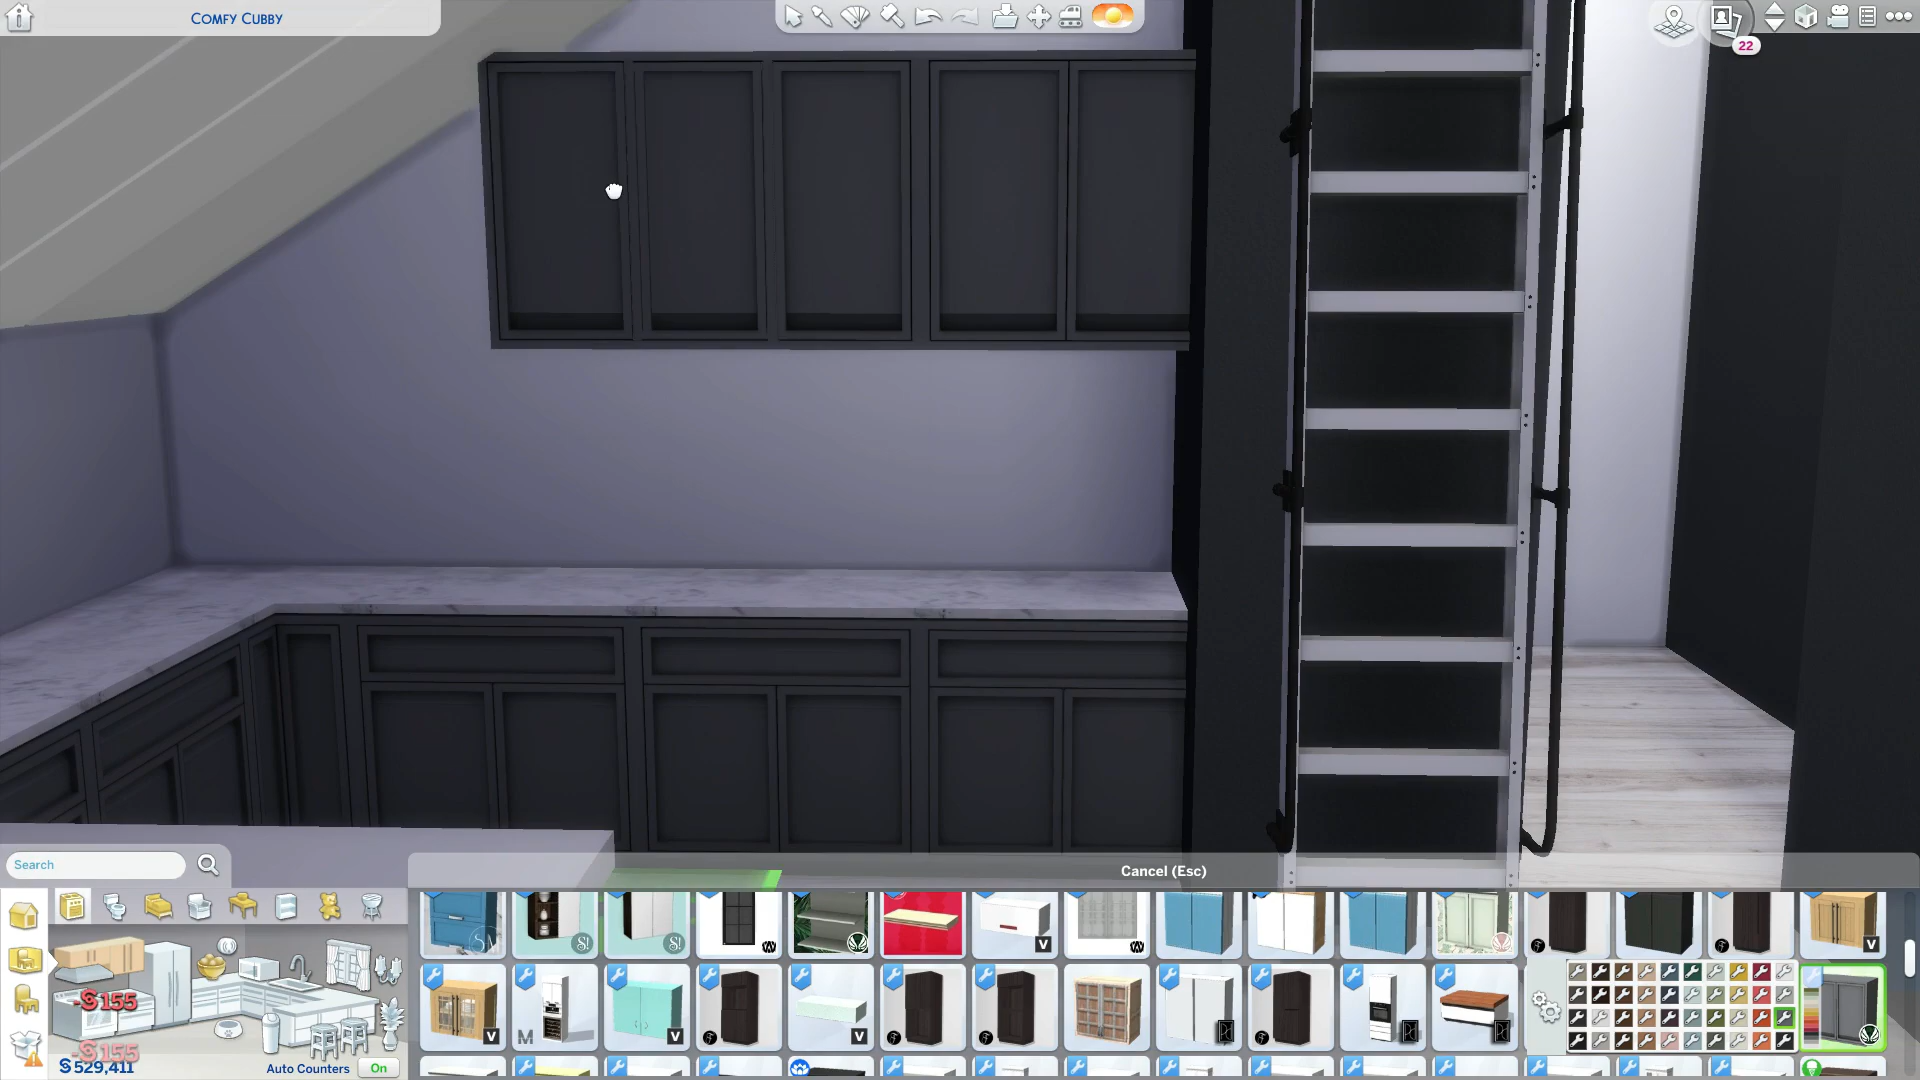 COMFY CUBBY
22
Search
Cancel (Esc)
S!
S!
V
V
V
M
V
V
-§155
-§155
§529,411
Auto Counters
On